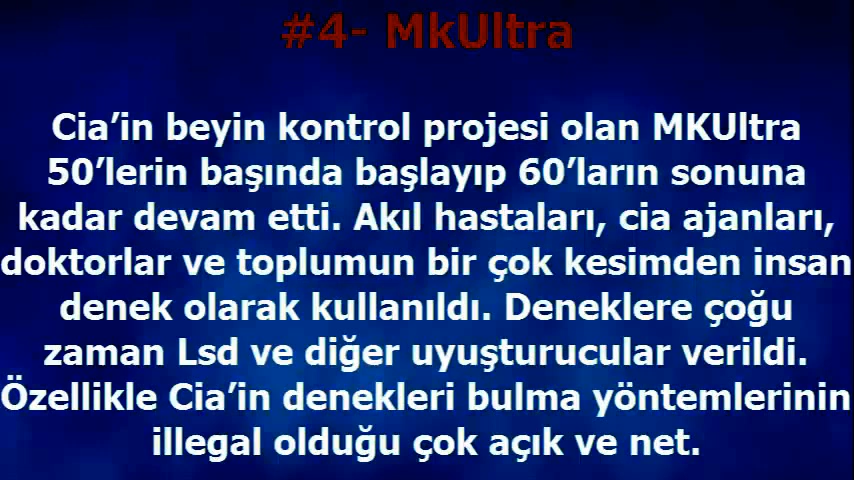 #4- MkUltra
Cia’in beyin kontrol projesi olan MKUltra
50’lerin başında başlayıp 60’ların sonuna
kadar devam etti. Akıl hastaları, cia ajanları,
doktorlar ve toplumun bir çok kesimden insan
denek olarak kullanıldı. Deneklere çoğu
zaman Lsd ve diğer uyuşturucular verildi.
Özellikle Cia’in denekleri bulma yöntemlerinin
illegal olduğu çok açık ve net.